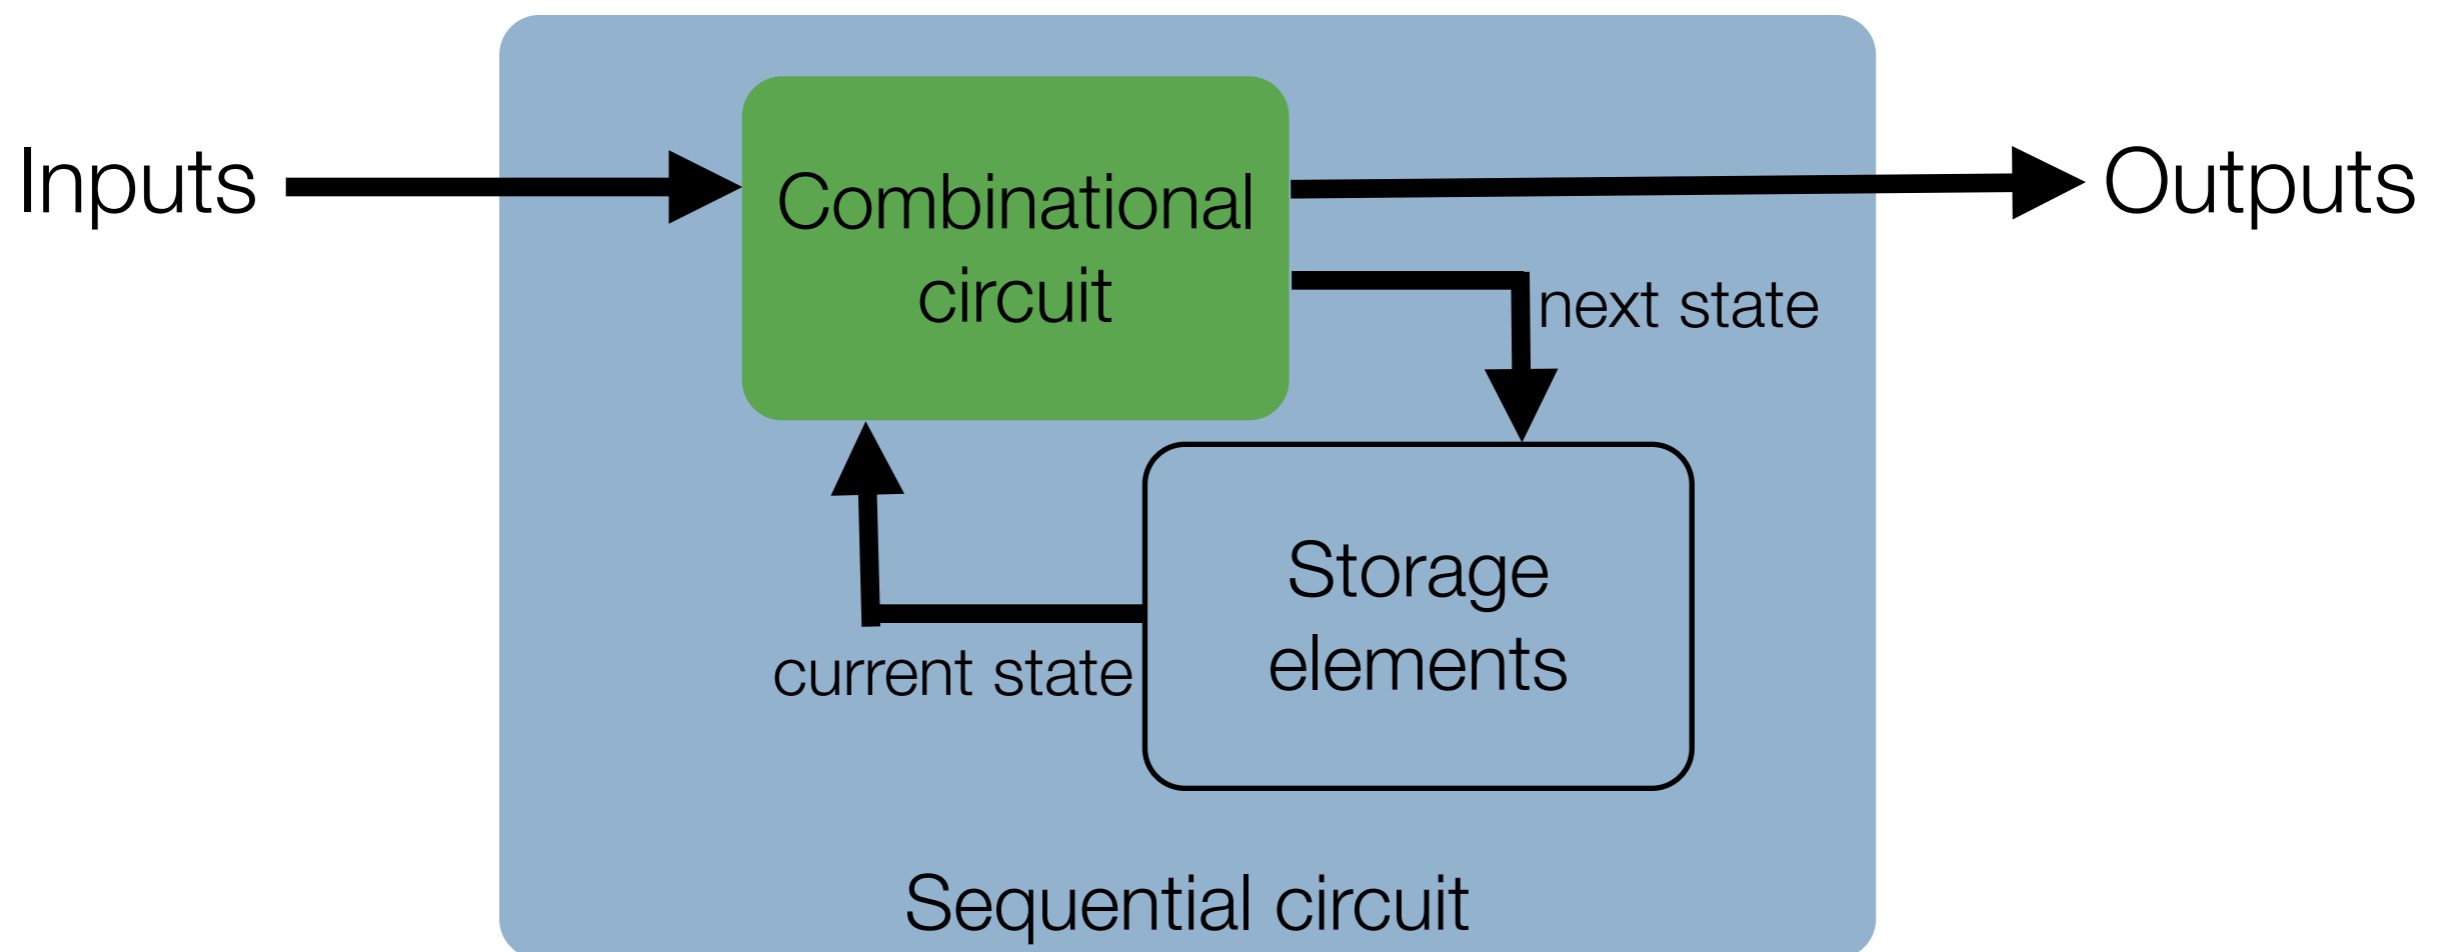 Inputs
Combinational
circuit
Outputs
next state
Storage
elements
current state
Sequential circuit